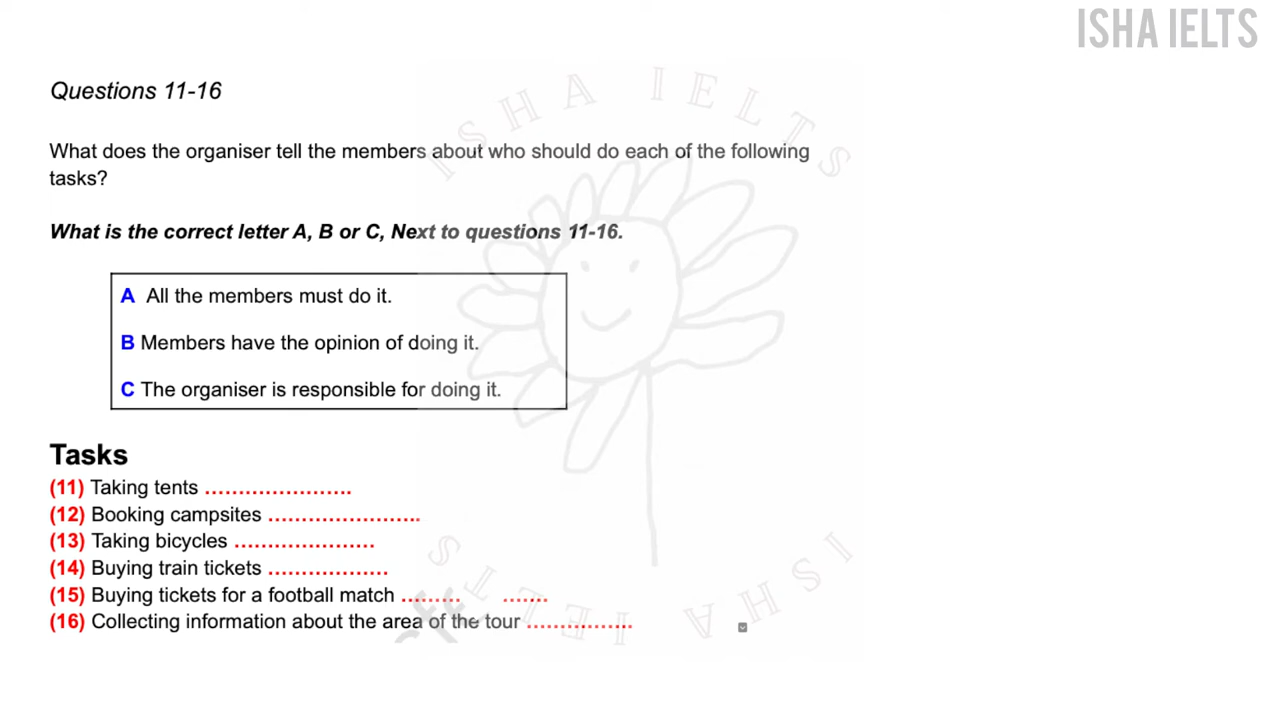 ISHA IELTS
Questions 11-16
What does the organiser tell the members about who should do each of the following
tasks?
What is the correct letter A, B or C, Next to questions 11-16.
A All the members must do it.
B Members have the opinion of doing it.
C The organiser is responsible for doing it.
Tasks
(11) Taking tents ......................
(12) Booking campsites .......................
(13) Taking bicycles .....................
(14) Buying train tickets ..................
(15) Buying tickets for a football match ......... .......
(16) Collecting information about the area of the tour ................
ISHA IELTS
ISHA IELTS